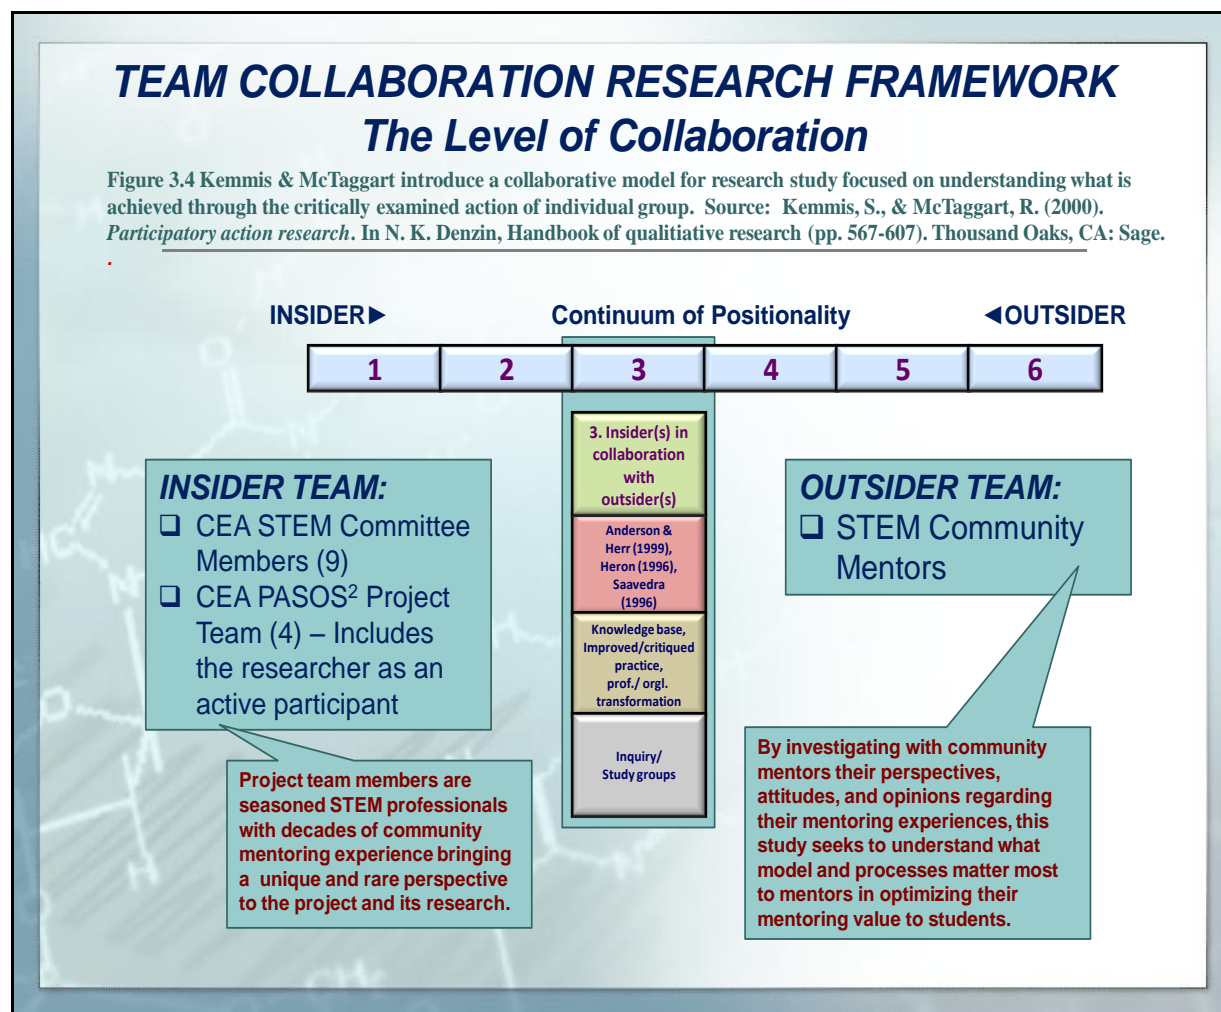 TEAM COLLABORATION RESEARCH FRAMEWORK
The Level of Collaboration
Figure 3.4 Kemmis & McTaggart introduce a collaborative model for research study focused on understanding what is
achieved through the critically examined action of individual group.  Source:  Kemmis, S., & McTaggart, R. (2000).
Participatory action research. In N. K. Denzin, Handbook of qualitiative research (pp. 567-607). Thousand Oaks, CA: Sage.
.
INSIDER► Continuum of Positionality ◄OUTSIDER
1 2 3 4 5 6
3. Insider(s) in
collaboration
with
outsider(s)
Anderson &
Herr (1999),
Heron (1996),
Saavedra
(1996)
Knowledge base,
Improved/critiqued
practice,
prof./ orgl.
transformation
Inquiry/
Study groups
INSIDER TEAM:
❑ CEA STEM Committee
Members (9)
❑ CEA PASOS² Project
Team (4) – Includes
the researcher as an
active participant
Project team members are
seasoned STEM professionals
with decades of community
mentoring experience bringing
a  unique and rare perspective
to the project and its research.
OUTSIDER TEAM:
❑ STEM Community
Mentors
By investigating with community
mentors their perspectives,
attitudes, and opinions regarding
their mentoring experiences, this
study seeks to understand what
model and processes matter most
to mentors in optimizing their
mentoring value to students.